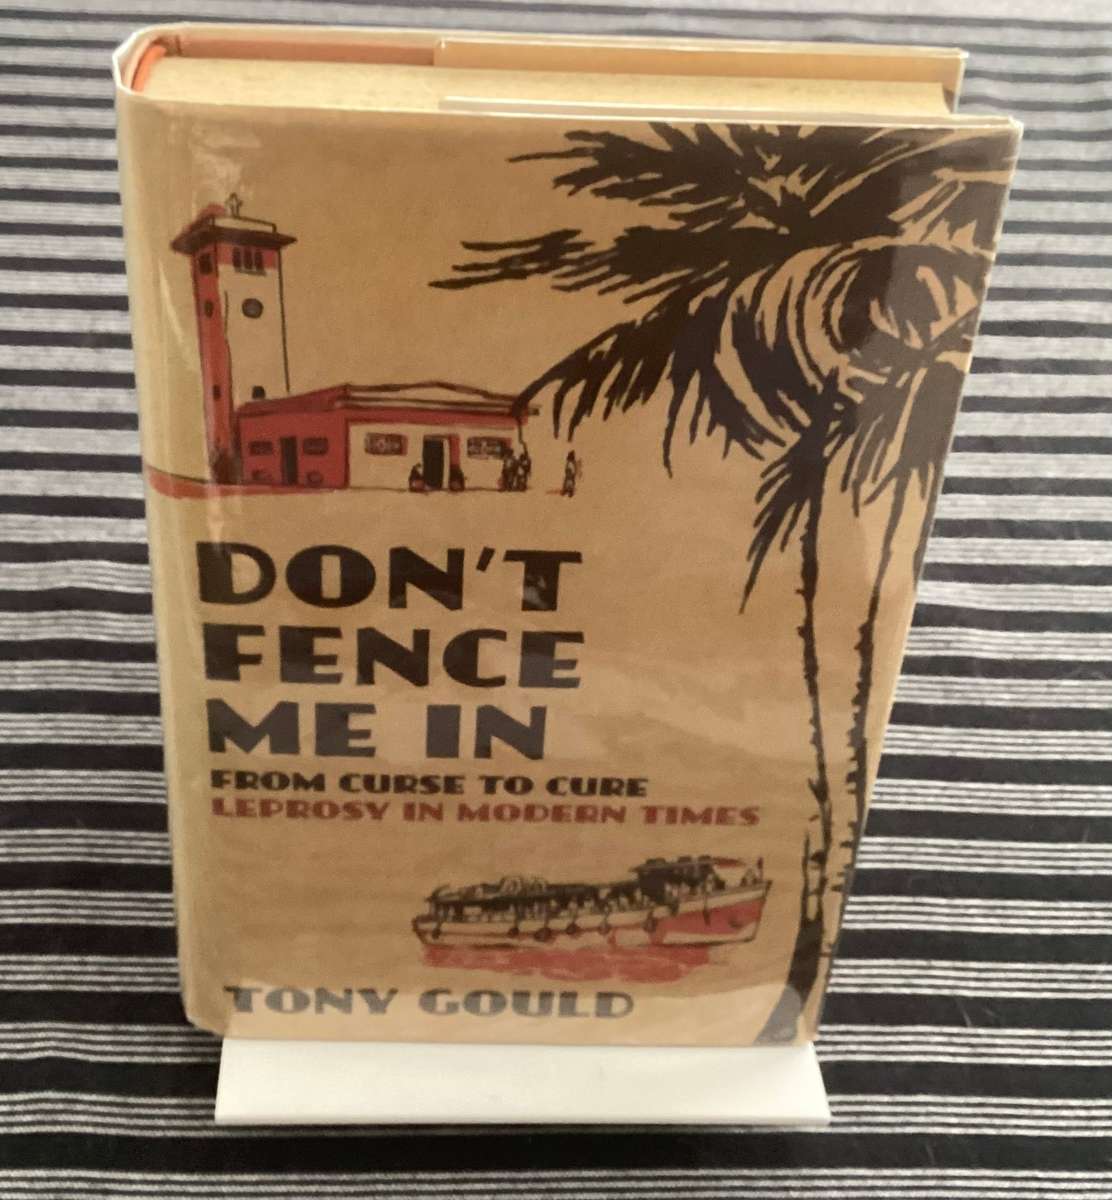 DON'T
FENCE
ME IN
FROM CURSE TO CURE
LEPROSY IN MODERN TIMES
TONY GOULD